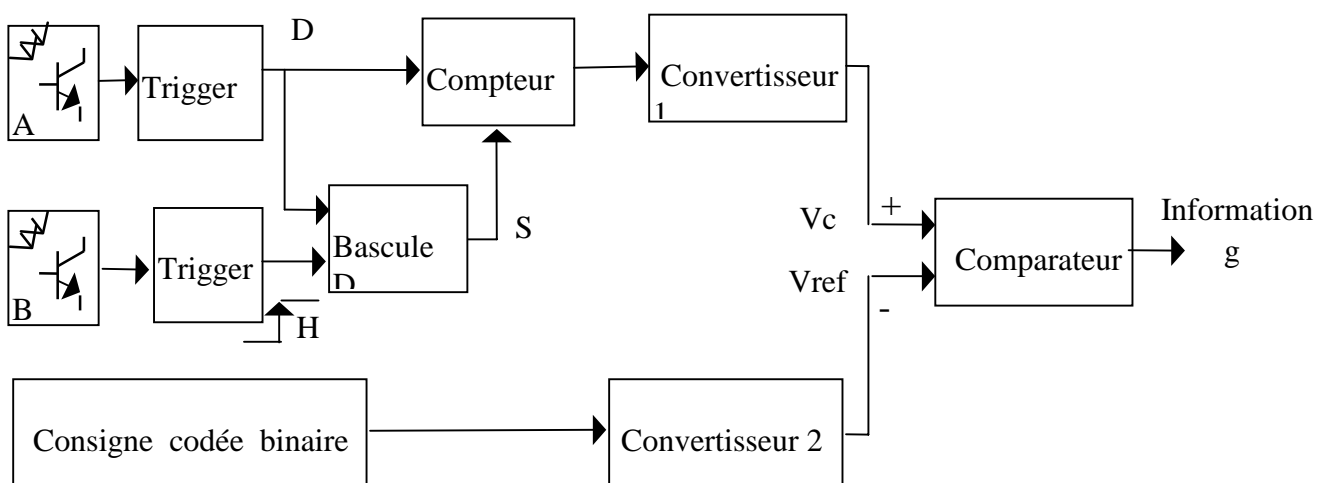 D
Trigger
A
Compteur
Convertisseur
1
S
Bascule
D
Trigger
B
H
Vc
+
Vref
-
Comparateur
Information
g
Consigne codée binaire
Convertisseur 2